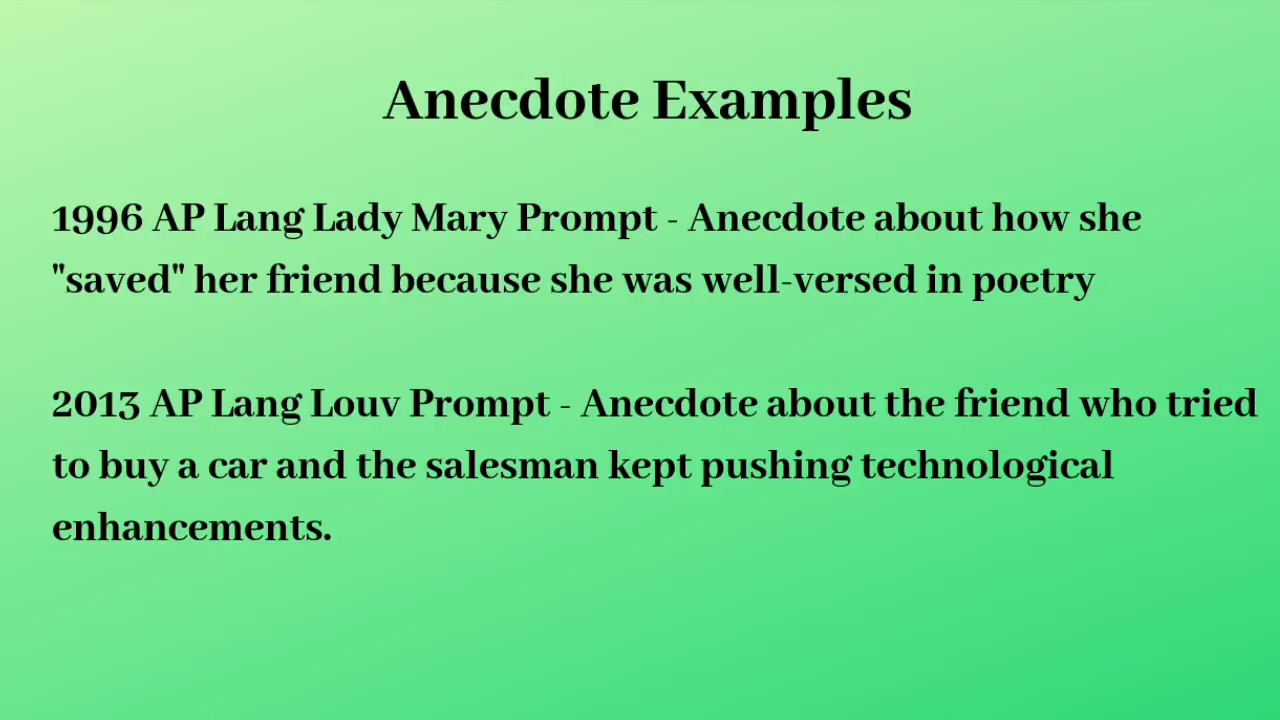 Anecdote Examples
1996 AP Lang Lady Mary Prompt - Anecdote about how she
"saved" her friend because she was well-versed in poetry
2013 AP Lang Louv Prompt - Anecdote about the friend who tried
to buy a car and the salesman kept pushing technological
enhancements.